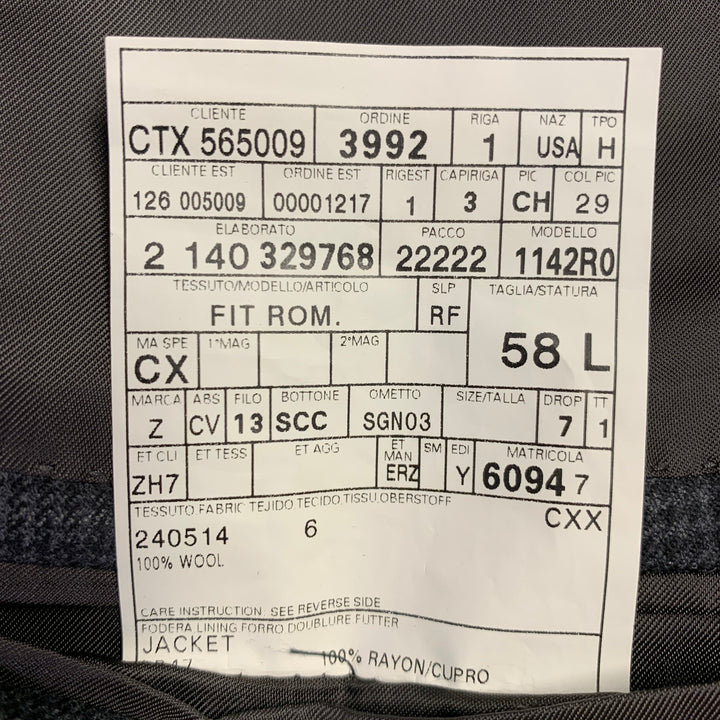 CLIENTE ORDINE RIGA NAZ TPO
CTX 565009 3992 1 USA H
CLIENTE EST ORDINE EST RIGEST CAPIRIGA PIC COL PIC
126 005009 00001217 1 3 CH 29
ELABORATO PACCO MODELLO
2 140 329768 22222 1142R0
TESSUTO/MODELLO/ARTICOLO SLP TAGLIA/STATURA
FIT ROM. RF 58 L
MA SPE 1°MAG 2°MAG
CX
MARCA ABS FILO BOTTONE OMETTO SIZE/TALLA DROP TT
Z CV 13 SCC SGN03 7 1
ET CLI ET TESS ET AGG ET MAN SM EDI MATRICOLA
ZH7 ERZ Y 6094 7
TESSUTO FABRIC TEJIDO TECIDO,TISSU,OBERSTOFF
240514 6 CXX
100% WOOL
CARE INSTRUCTION SEE REVERSE SIDE
FODERA LINING FORRO DOUBLURE FUTTER
JACKET
100% RAYON/CUPRO